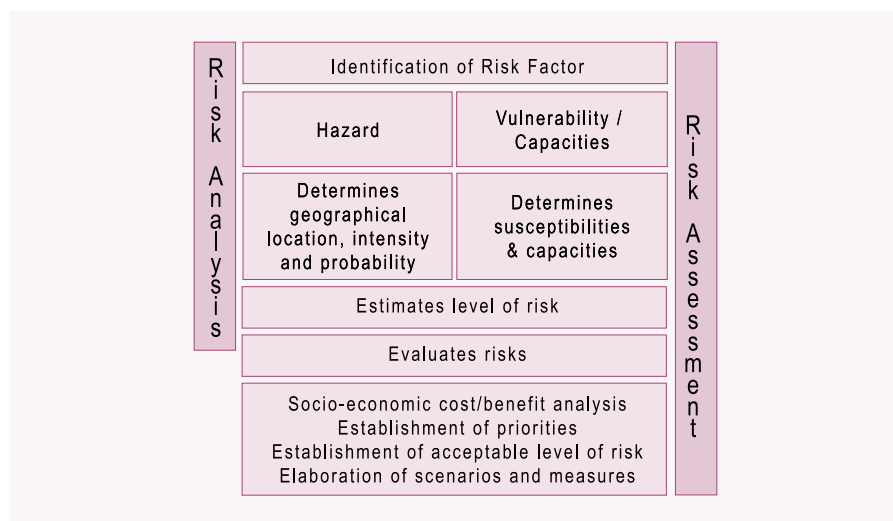 Risk Analysis
Identification of Risk Factor
Hazard
Vulnerability /
Capacities
Determines
geographical
location, intensity
and probability
Determines
susceptibilities
& capacities
Estimates level of risk
Evaluates risks
Socio-economic cost/benefit analysis
Establishment of priorities
Establishment of acceptable level of risk
Elaboration of scenarios and measures
Risk Assessment